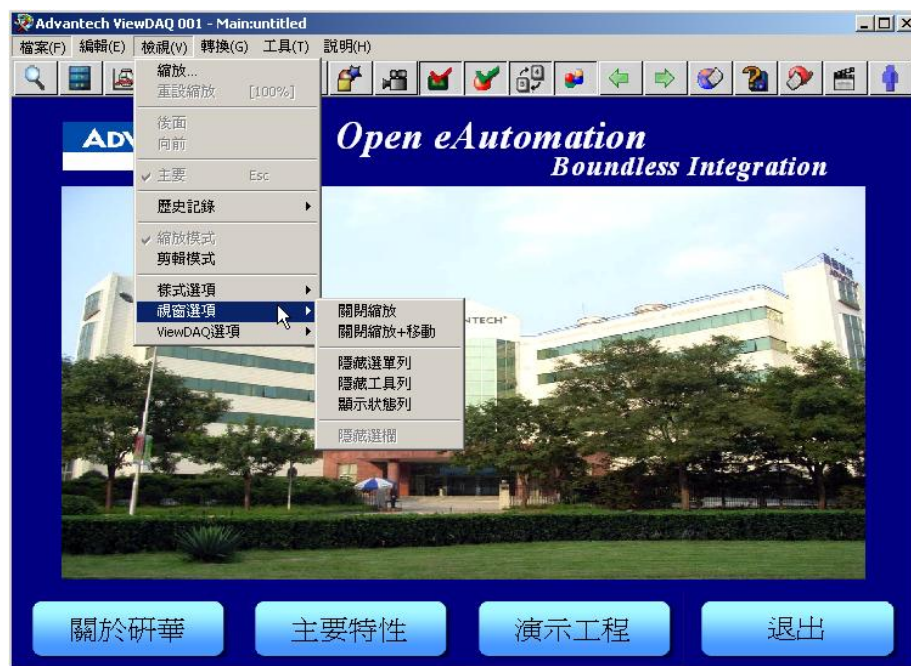 Advantech ViewDAQ 001 - Main:untitled
檔案(F) 編輯(E) 檢視(V) 轉換(G) 工具(T) 說明(H)
縮放...
重設縮放 [100%]
後面
向前
主要 Esc
歷史記錄
縮放模式
剪輯模式
樣式選項
視窗選項
ViewDAQ選項
關閉縮放
關閉縮放+移動
隱藏選單列
隱藏工具列
顯示狀態列
隱藏選欄
Open eAutomation
Boundless Integration
關於研華 主要特性 演示工程 退出